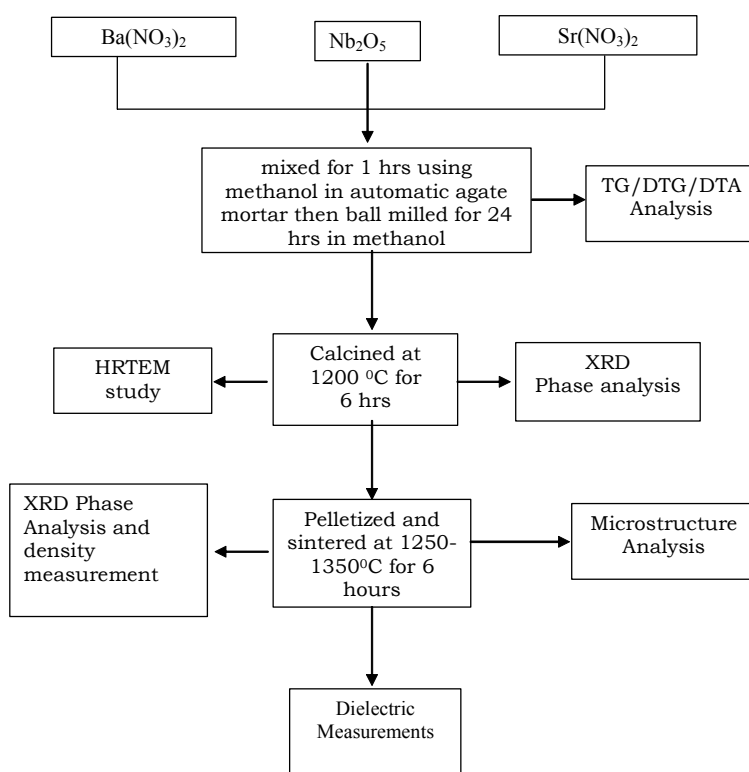 Ba(NO3)2
Nb2O5
Sr(NO3)2
mixed for 1 hrs using
methanol in automatic agate
mortar then ball milled for 24
hrs in methanol
TG/DTG/DTA
Analysis
HRTEM
study
Calcined at
1200 ⁰C for
6 hrs
XRD
Phase analysis
XRD Phase
Analysis and
density
measurement
Pelletized and
sintered at 1250-
1350⁰C for 6
hours
Microstructure
Analysis
Dielectric
Measurements